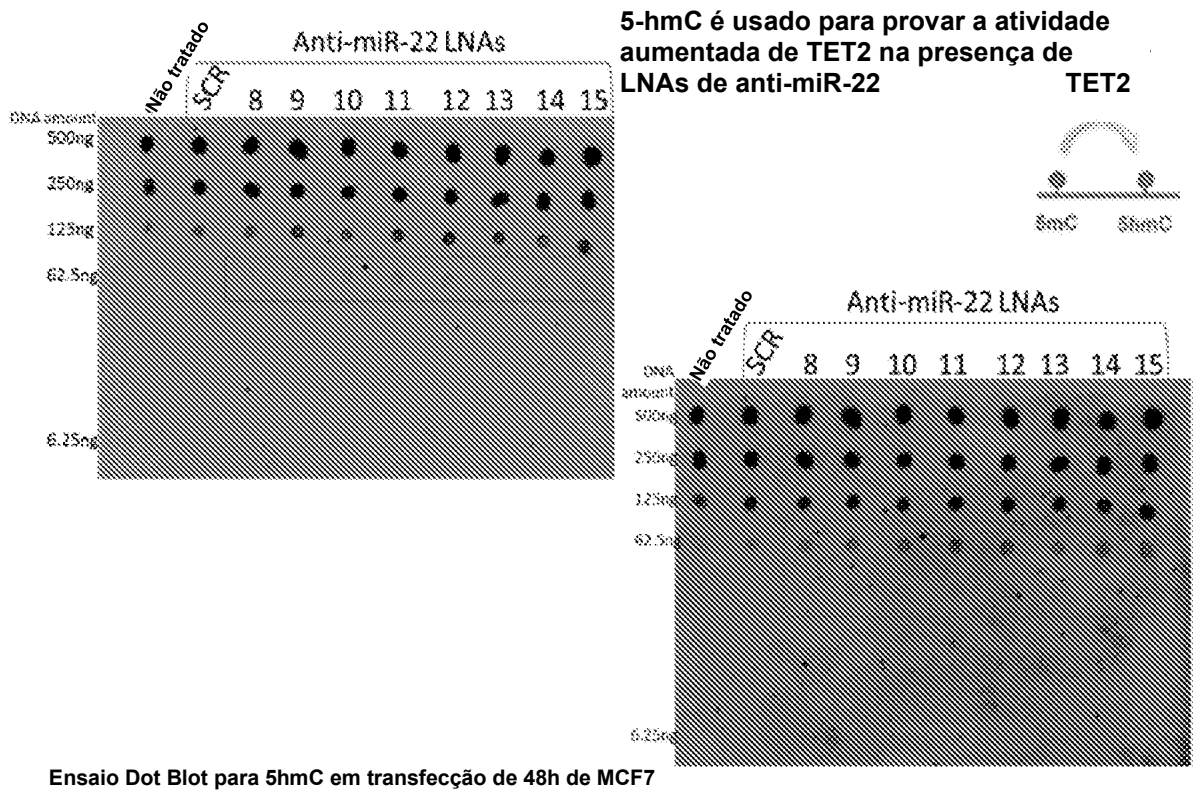 5-hmC é usado para provar a atividade
aumentada de TET2 na presença de
LNAs de anti-miR-22
TET2
5mC 5hmC
Anti-miR-22 LNAs
Não tratado SCR 8 9 10 11 12 13 14 15
DNA amount
500ng
250ng
125ng
62.5ng
6.25ng
Anti-miR-22 LNAs
Não tratado SCR 8 9 10 11 12 13 14 15
DNA
amount
500ng
250ng
125ng
62.5ng
6.25ng
Ensaio Dot Blot para 5hmC em transfecção de 48h de MCF7